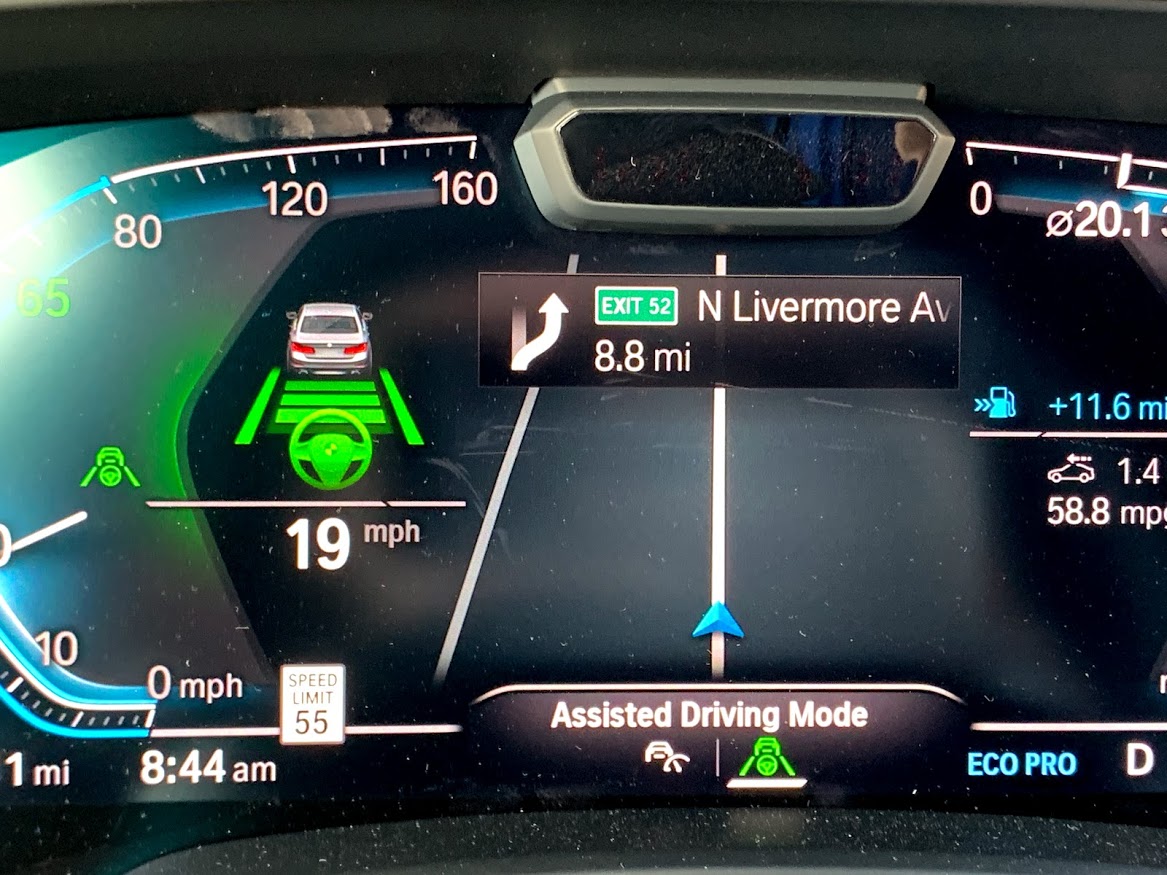 80
120
160
65
EXIT 52 N Livermore Av
8.8 mi
19 mph
10
0 mph
SPEED
LIMIT
55
1 mi
8:44 am
Assisted Driving Mode
0
ø20.1
+11.6 mi
1.4
58.8 mpg
ECO PRO D